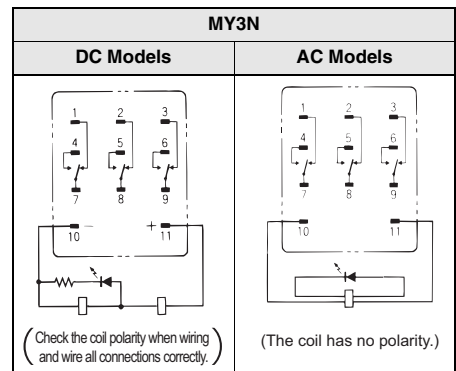 MY3N
DC Models
AC Models
1 2 3
4 5 6
7 8 9
10 − + 11
(Check the coil polarity when wiring
and wire all connections correctly.)
1 2 3
4 5 6
7 8 9
10 11
(The coil has no polarity.)